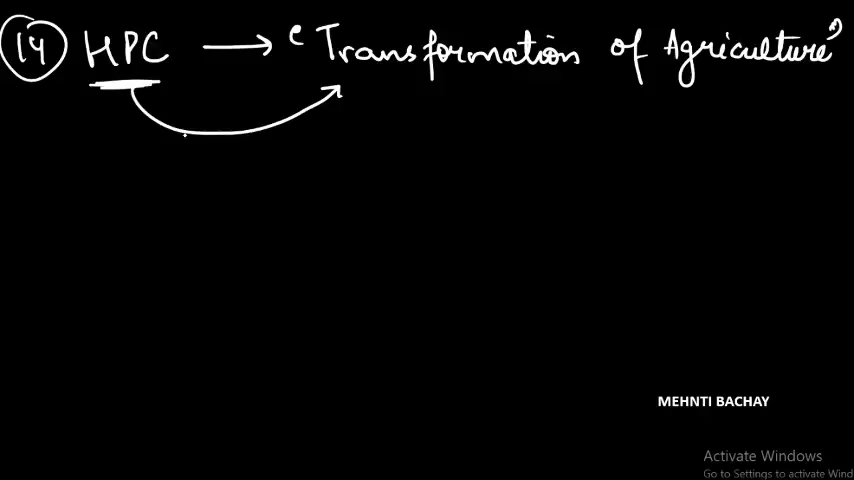 14 HPC → "Transformation of Agriculture"
MEHNTI BACHAY
Activate Windows
Go to Settings to activate Wind